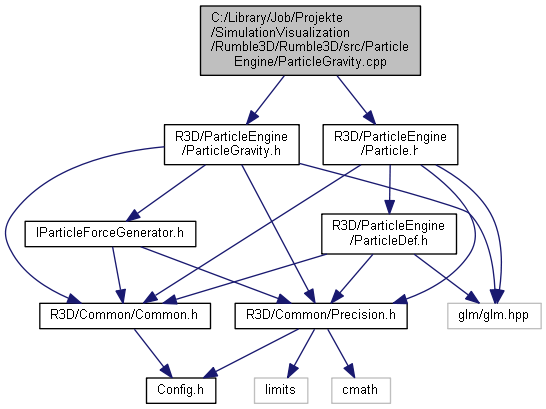 C:/Library/Job/Projekte
/SimulationVisualization
/Rumble3D/Rumble3D/src/Particle
Engine/ParticleGravity.cpp
R3D/ParticleEngine
/ParticleGravity.h
R3D/ParticleEngine
/Particle.h
IParticleForceGenerator.h
R3D/ParticleEngine
/ParticleDef.h
R3D/Common/Common.h
R3D/Common/Precision.h
glm/glm.hpp
Config.h
limits
cmath